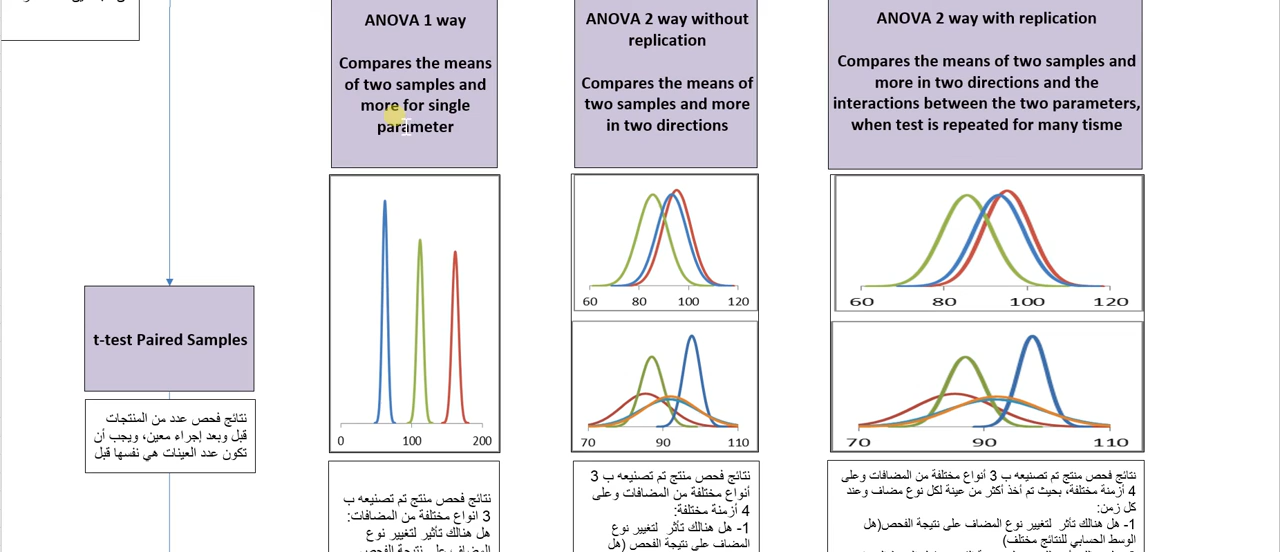 ANOVA 1 way
Compares the means
of two samples and
more for single
parameter
ANOVA 2 way without
replication
Compares the means of
two samples and more
in two directions
ANOVA 2 way with replication
Compares the means of two samples and
more in two directions and the
interactions between the two parameters,
when test is repeated for many tisme
0 100 200
60 80 100 120
70 90 110
60 80 100 120
70 90 110
t-test Paired Samples
نتائج فحص عدد من المنتجات
قبل وبعد إجراء معين، ويجب أن
تكون عدد العينات هي نفسها قبل
نتائج فحص منتج تم تصنيعه ب
3 انواع مختلفة من المضافات:
هل هنالك تأثير لتغيير نوع
المضاف على نتيجة الفحص
نتائج فحص منتج تم تصنيعه ب 3
أنواع مختلفة من المضافات وعلى
4 أزمنة مختلفة:
1- هل هنالك تأثر لتغيير نوع
المضاف على نتيجة الفحص (هل
نتائج فحص منتج تم تصنيعه ب 3 أنواع مختلفة من المضافات وعلى
4 أزمنة مختلفة، بحيث تم أخذ أكثر من عينة لكل نوع مضاف وعند
كل زمن:
1- هل هنالك تأثر لتغيير نوع المضاف على نتيجة الفحص(هل
الوسط الحسابي للنتائج مختلف)